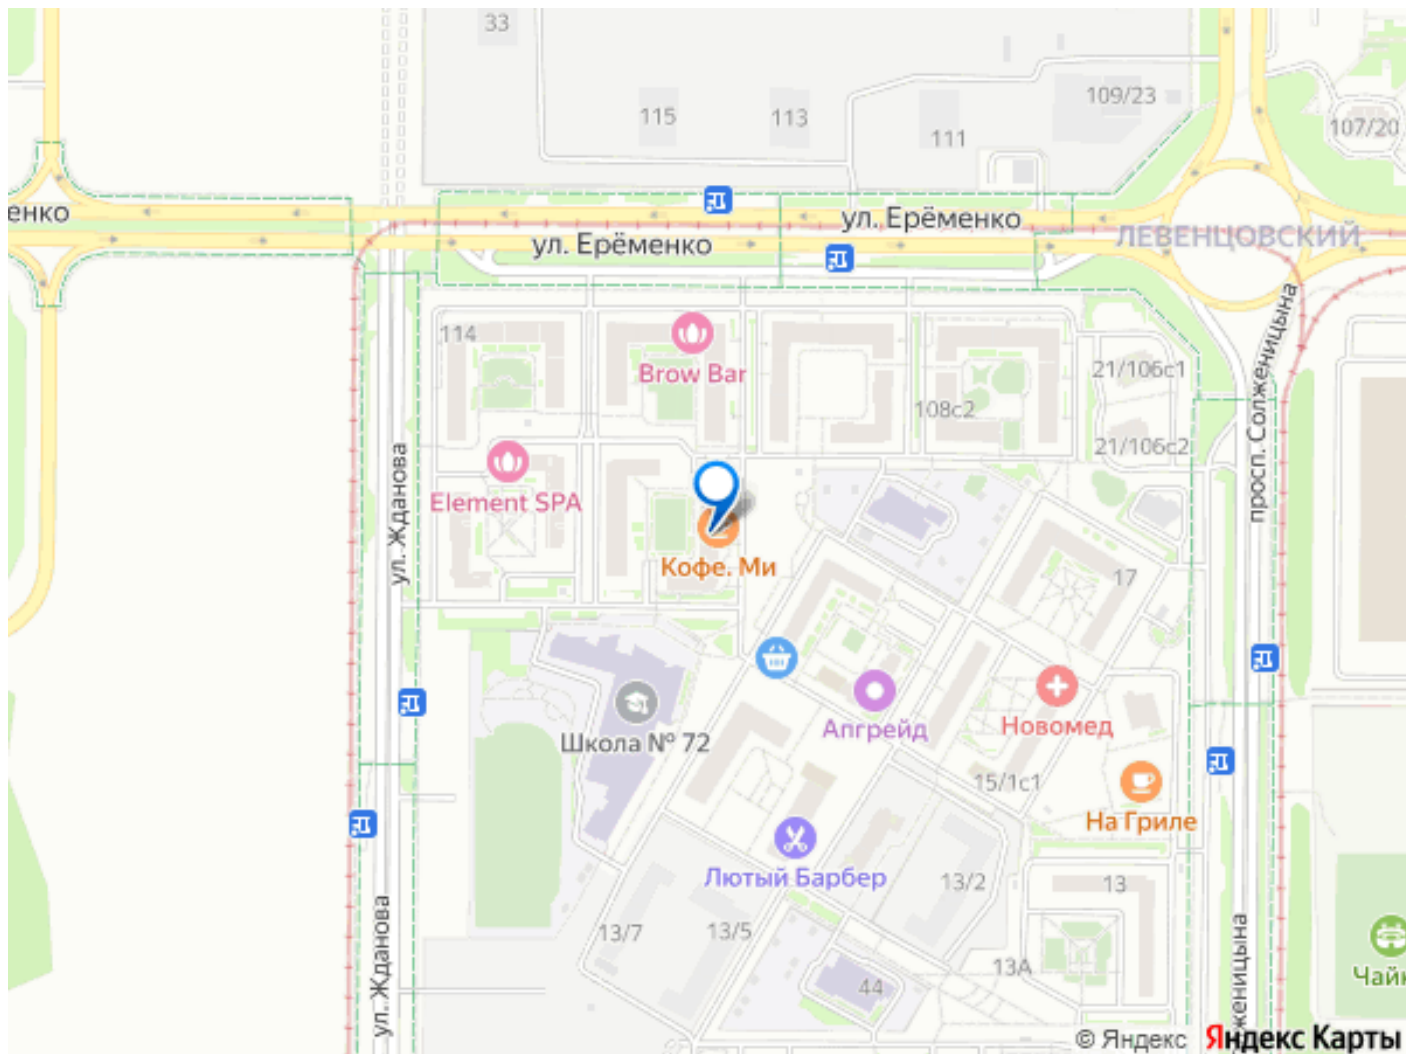 33
115
113
111
109/23
107/20
енко
ул. Ерёменко
ул. Ерёменко
ЛЕВЕНЦОВСКИЙ
114
Brow Bar
21/106с1
108с2
21/106с2
просп. Солженицына
ул. Жданова
Element SPA
Кофе. Ми
17
Школа № 72
Апгрейд
Новомед
15/1с1
На Гриле
Лютый Барбер
13/2
13
13/7
13/5
13А
44
ул. Жданова
женицына
Чайк
© Яндекс Яндекс Карты